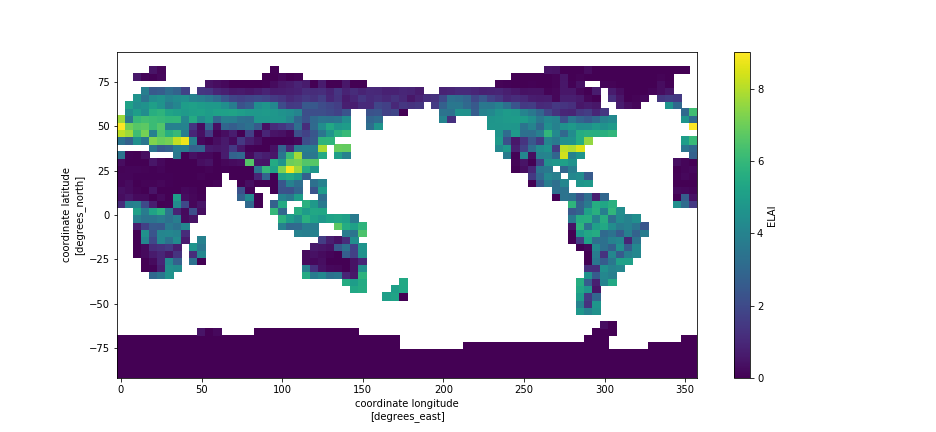 75
50
25
0
−25
−50
−75
coordinate latitude
[degrees_north]
0 50 100 150 200 250 300 350
coordinate longitude
[degrees_east]
8
6
4
2
0
ELAI